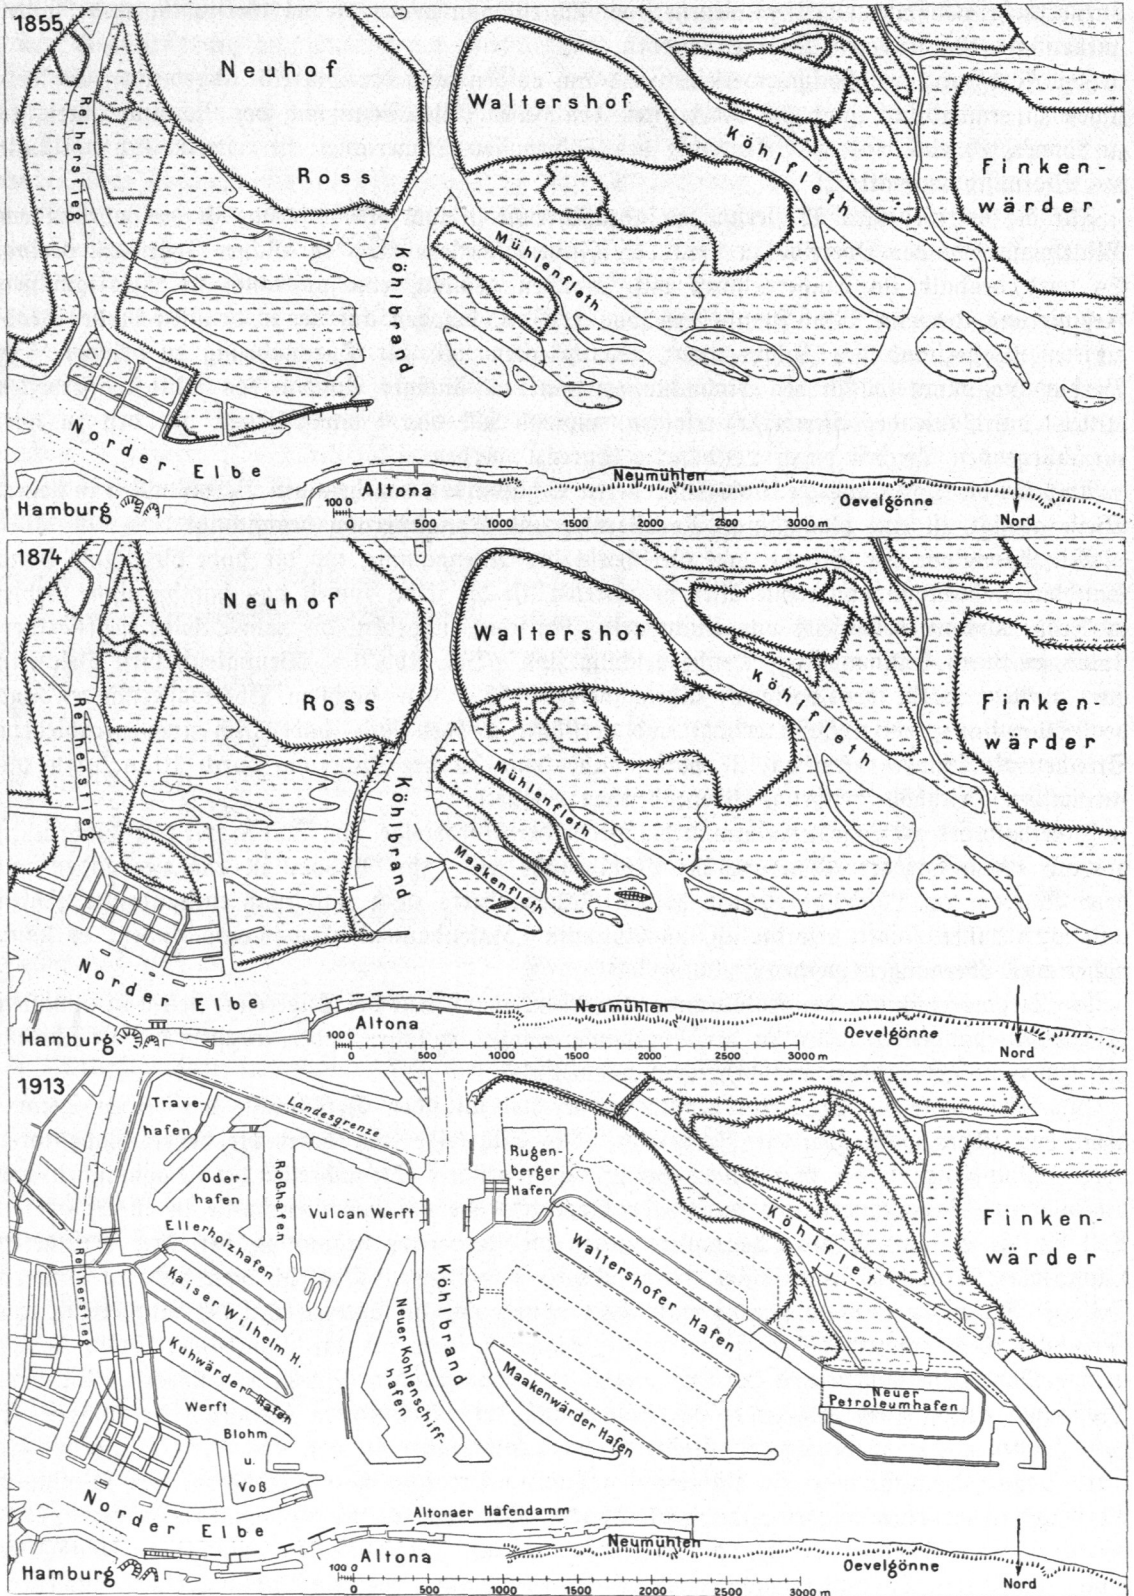 1855
Neuhof
Ross
Reiherstieg
Waltershof
Köhlfleth
Finken-
wärder
Mühlenfleth
Köhlbrand
Norder Elbe
Hamburg
Altona
Neumühlen
Oevelgönne
Nord
100 0 500 1000 1500 2000 2500 3000 m
1874
Neuhof
Ross
Reiherstieg
Waltershof
Köhlfleth
Finken-
wärder
Mühlenfleth
Maakenfleth
Köhlbrand
Norder Elbe
Hamburg
Altona
Neumühlen
Oevelgönne
Nord
100 0 500 1000 1500 2000 2500 3000 m
1913
Trave-
hafen
Landesgrenze
Oder-
hafen
Roßhafen
Vulcan Werft
Rugen-
berger
Hafen
Ellerholzhafen
Reiherstieg
Kaiser Wilhelm H.
Kuhwärder Hafen
Werft
Blohm
u.
Voß
Neuer Kohlenschiff-
hafen
Köhlbrand
Waltershofer Hafen
Maakenwärder Hafen
Köhlflet
Finken-
wärder
Neuer
Petroleumhafen
Norder Elbe
Altonaer Hafendamm
Hamburg
Altona
Neumühlen
Oevelgönne
Nord
100 0 500 1000 1500 2000 2500 3000 m